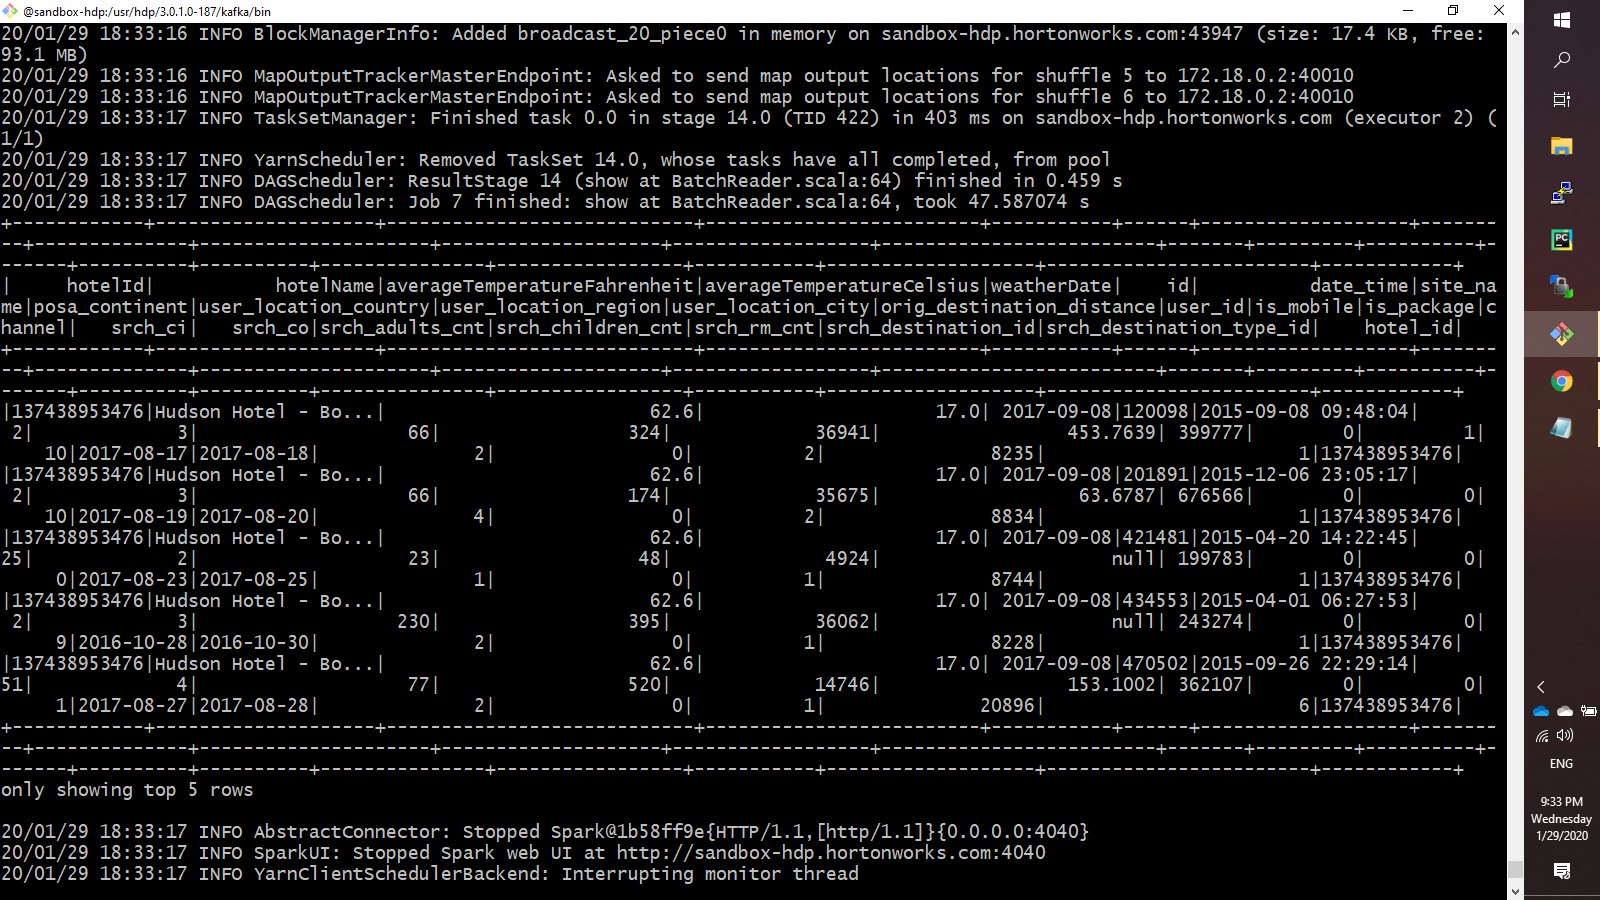 @sandbox-hdp:/usr/hdp/3.0.1.0-187/kafka/bin
20/01/29 18:33:16 INFO BlockManagerInfo: Added broadcast_20_piece0 in memory on sandbox-hdp.hortonworks.com:43947 (size: 17.4 KB, free:
93.1 MB)
20/01/29 18:33:16 INFO MapOutputTrackerMasterEndpoint: Asked to send map output locations for shuffle 5 to 172.18.0.2:40010
20/01/29 18:33:16 INFO MapOutputTrackerMasterEndpoint: Asked to send map output locations for shuffle 6 to 172.18.0.2:40010
20/01/29 18:33:17 INFO TaskSetManager: Finished task 0.0 in stage 14.0 (TID 422) in 403 ms on sandbox-hdp.hortonworks.com (executor 2) (
1/1)
20/01/29 18:33:17 INFO YarnScheduler: Removed TaskSet 14.0, whose tasks have all completed, from pool
20/01/29 18:33:17 INFO DAGScheduler: ResultStage 14 (show at BatchReader.scala:64) finished in 0.459 s
20/01/29 18:33:17 INFO DAGScheduler: Job 7 finished: show at BatchReader.scala:64, took 47.587074 s
+------------+--------------------+----------------------------+-------------------------+-----------+------+-------------------+-------
--+--------------+---------------------+--------------------+------------------+-------------------------+-------+---------+----------+-
------+----------+----------+---------------+-----------------+-----------+-------------------+------------------------+------------+
|     hotelId|           hotelName|averageTemperatureFahrenheit|averageTemperatureCelsius|weatherDate|    id|          date_time|site_na
me|posa_continent|user_location_country|user_location_region|user_location_city|orig_destination_distance|user_id|is_mobile|is_package|c
hannel|   srch_ci|   srch_co|srch_adults_cnt|srch_children_cnt|srch_rm_cnt|srch_destination_id|srch_destination_type_id|    hotel_id|
+------------+--------------------+----------------------------+-------------------------+-----------+------+-------------------+-------
--+--------------+---------------------+--------------------+------------------+-------------------------+-------+---------+----------+-
------+----------+----------+---------------+-----------------+-----------+-------------------+------------------------+------------+
|137438953476|Hudson Hotel - Bo...|                        62.6|                     17.0| 2017-09-08|120098|2015-09-08 09:48:04|
2|             3|                   66|                 324|             36941|                 453.7639| 399777|        0|         1|
    10|2017-08-17|2017-08-18|              2|                0|          2|               8235|                       1|137438953476|
|137438953476|Hudson Hotel - Bo...|                        62.6|                     17.0| 2017-09-08|201891|2015-12-06 23:05:17|
2|             3|                   66|                 174|             35675|                  63.6787| 676566|        0|         0|
    10|2017-08-19|2017-08-20|              4|                0|          2|               8834|                       1|137438953476|
|137438953476|Hudson Hotel - Bo...|                        62.6|                     17.0| 2017-09-08|421481|2015-04-20 14:22:45|
25|             2|                   23|                  48|              4924|                     null| 199783|        0|         0|
     0|2017-08-23|2017-08-25|              1|                0|          1|               8744|                       1|137438953476|
|137438953476|Hudson Hotel - Bo...|                        62.6|                     17.0| 2017-09-08|434553|2015-04-01 06:27:53|
2|             3|                  230|                 395|             36062|                     null| 243274|        0|         0|
     9|2016-10-28|2016-10-30|              2|                0|          1|               8228|                       1|137438953476|
|137438953476|Hudson Hotel - Bo...|                        62.6|                     17.0| 2017-09-08|470502|2015-09-26 22:29:14|
51|             4|                   77|                 520|             14746|                 153.1002| 362107|        0|         0|
     1|2017-08-27|2017-08-28|              2|                0|          1|              20896|                       6|137438953476|
+------------+--------------------+----------------------------+-------------------------+-----------+------+-------------------+-------
--+--------------+---------------------+--------------------+------------------+-------------------------+-------+---------+----------+-
------+----------+----------+---------------+-----------------+-----------+-------------------+------------------------+------------+
only showing top 5 rows
20/01/29 18:33:17 INFO AbstractConnector: Stopped Spark@1b58ff9e{HTTP/1.1,[http/1.1]}{0.0.0.0:4040}
20/01/29 18:33:17 INFO SparkUI: Stopped Spark web UI at http://sandbox-hdp.hortonworks.com:4040
20/01/29 18:33:17 INFO YarnClientSchedulerBackend: Interrupting monitor thread
PC
ENG
9:33 PM
Wednesday
1/29/2020